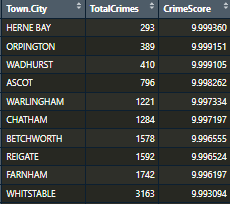 Town.City TotalCrimes CrimeScore
HERNE BAY 293 9.999360
ORPINGTON 389 9.999151
WADHURST 410 9.999105
ASCOT 796 9.998262
WARLINGHAM 1221 9.997334
CHATHAM 1284 9.997197
BETCHWORTH 1578 9.996555
REIGATE 1592 9.996524
FARNHAM 1742 9.996197
WHITSTABLE 3163 9.993094